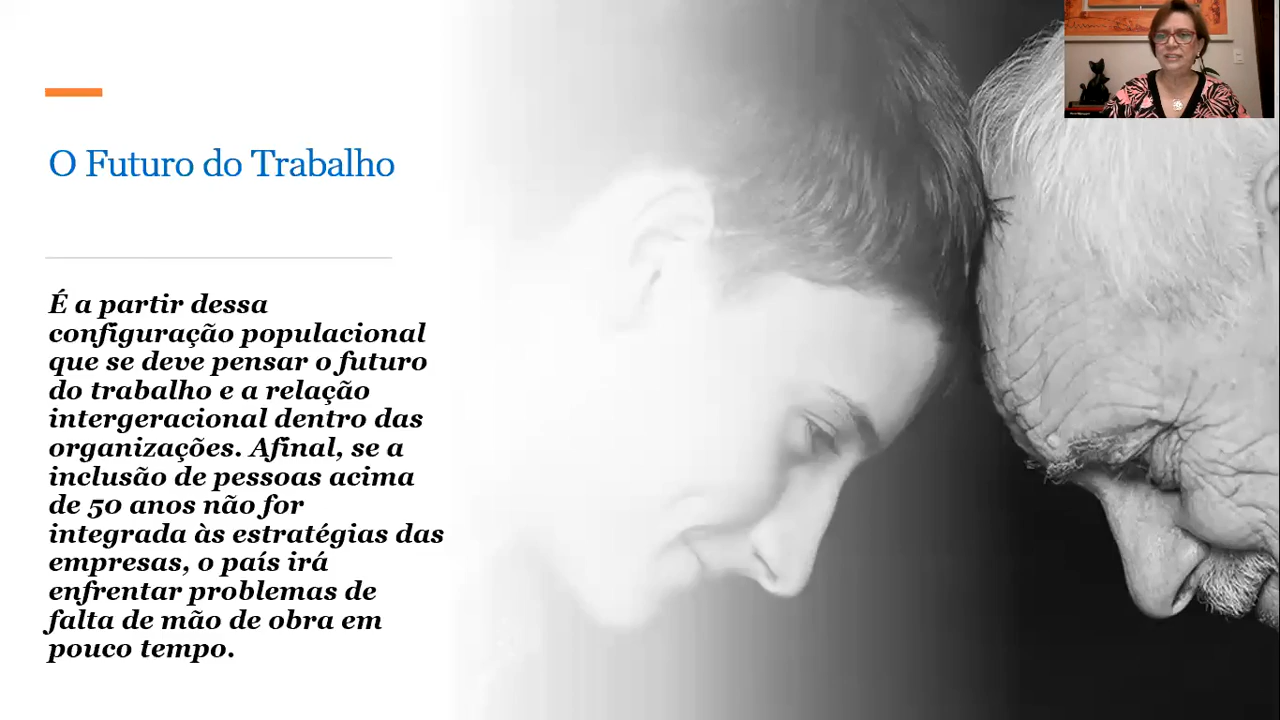 O Futuro do Trabalho
É a partir dessa
configuração populacional
que se deve pensar o futuro
do trabalho e a relação
intergeracional dentro das
organizações. Afinal, se a
inclusão de pessoas acima
de 50 anos não for
integrada às estratégias das
empresas, o país irá
enfrentar problemas de
falta de mão de obra em
pouco tempo.